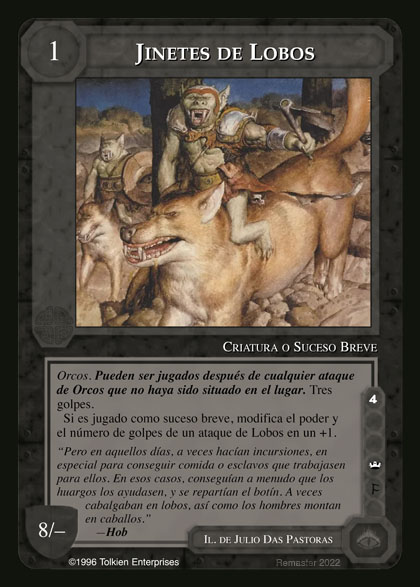 1
JINETES DE LOBOS
CRIATURA O SUCESO BREVE
Orcos. Pueden ser jugados después de cualquier ataque
de Orcos que no haya sido situado en el lugar. Tres
golpes.
Si es jugado como suceso breve, modifica el poder y
el número de golpes de un ataque de Lobos en un +1.
“Pero en aquellos días, a veces hacían incursiones, en
especial para conseguir comida o esclavos que trabajasen
para ellos. En esos casos, conseguían a menudo que los
huargos los ayudasen, y se repartían el botín. A veces
cabalgaban en lobos, así como los hombres montan
en caballos.”
—Hob
4
8/–
IL. DE JULIO DAS PASTORAS
©1996 Tolkien Enterprises
Remaster 2022